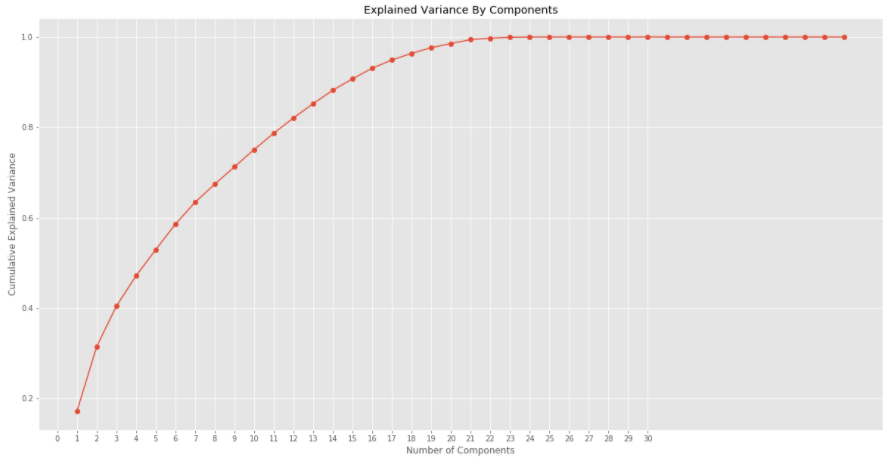 Explained Variance By Components
1.0
0.8
0.6
0.4
0.2
Cumulative Explained Variance
0 1 2 3 4 5 6 7 8 9 10 11 12 13 14 15 16 17 18 19 20 21 22 23 24 25 26 27 28 29 30
Number of Components